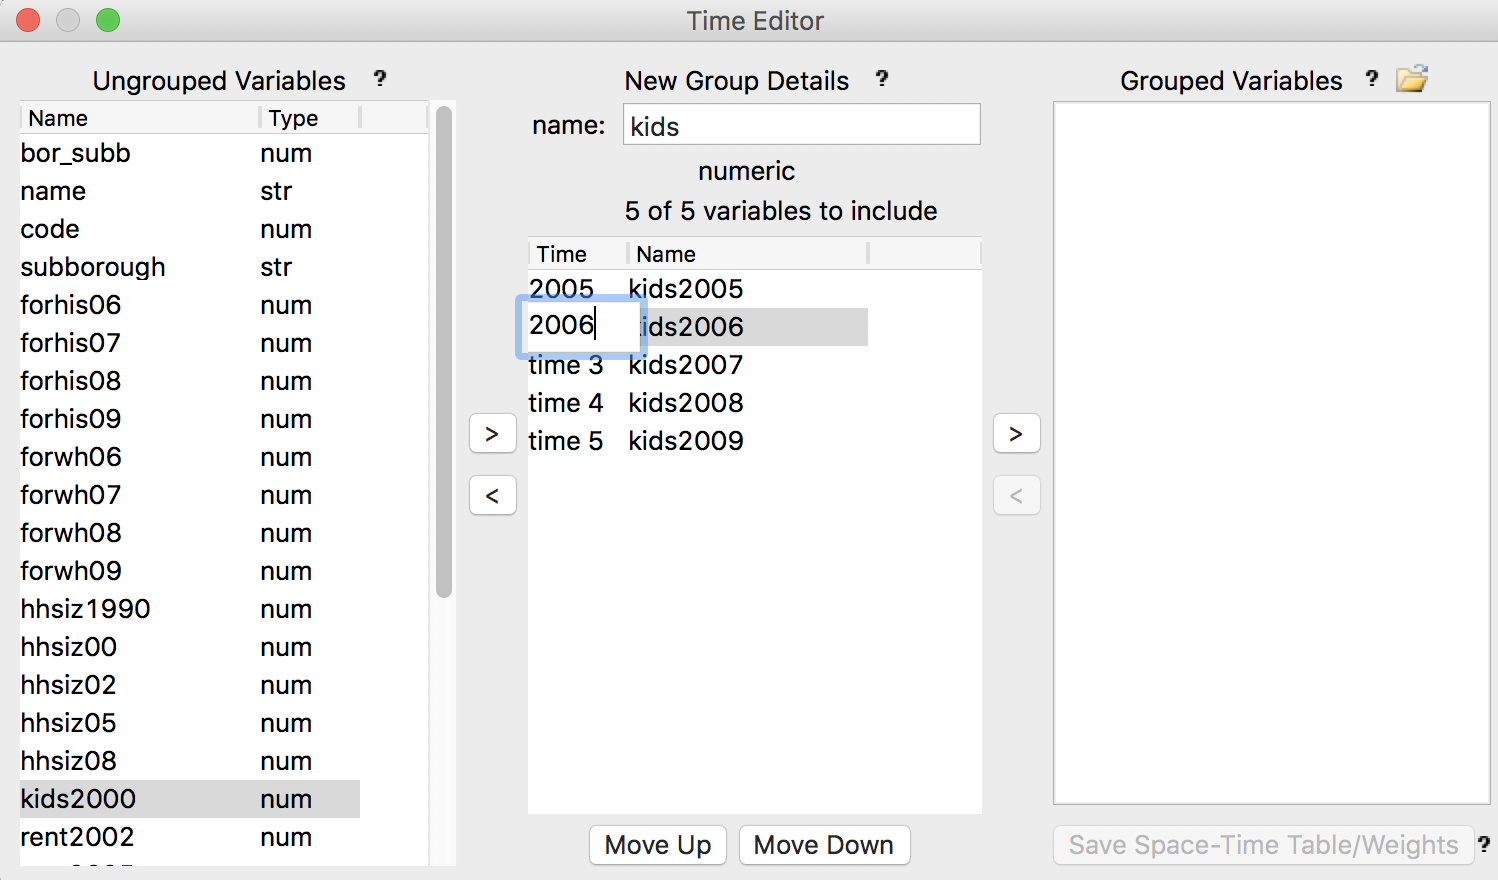 Time Editor
Ungrouped Variables ?
Name Type
bor_subb num
name str
code num
subborough str
forhis06 num
forhis07 num
forhis08 num
forhis09 num
forwh06 num
forwh07 num
forwh08 num
forwh09 num
hhsiz1990 num
hhsiz00 num
hhsiz02 num
hhsiz05 num
hhsiz08 num
kids2000 num
rent2002 num
>
<
New Group Details ?
name: kids
numeric
5 of 5 variables to include
Time Name
2005 kids2005
2006 kids2006
time 3 kids2007
time 4 kids2008
time 5 kids2009
Move Up Move Down
>
<
Grouped Variables ?
Save Space-Time Table/Weights ?